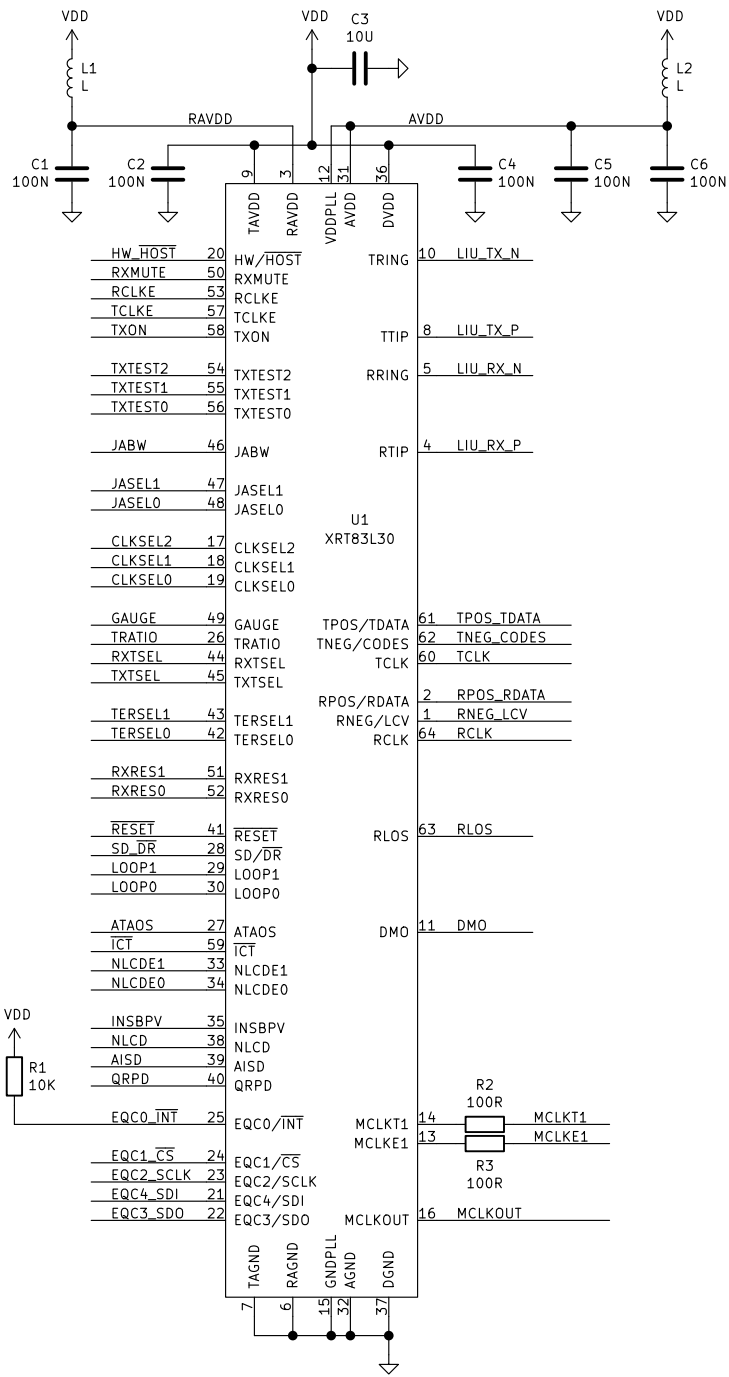 VDD VDD C3 VDD
10U
L1 L2
L L
RAVDD AVDD
C1 C2 C4 C5 C6
100N 100N 100N 100N 100N
9 3 12 31 36
TAVDD RAVDD VDDPLL AVDD DVDD
HW_HOST 20 HW/HOST TRING 10 LIU_TX_N
RXMUTE 50 RXMUTE
RCLKE 53 RCLKE
TCLKE 57 TCLKE
TXON 58 TXON TTIP 8 LIU_TX_P
TXTEST2 54 TXTEST2 RRING 5 LIU_RX_N
TXTEST1 55 TXTEST1
TXTEST0 56 TXTEST0
JABW 46 JABW RTIP 4 LIU_RX_P
JASEL1 47 JASEL1
JASEL0 48 JASEL0
U1
XRT83L30
CLKSEL2 17 CLKSEL2
CLKSEL1 18 CLKSEL1
CLKSEL0 19 CLKSEL0
GAUGE 49 GAUGE TPOS/TDATA 61 TPOS_TDATA
TRATIO 26 TRATIO TNEG/CODES 62 TNEG_CODES
RXTSEL 44 RXTSEL TCLK 60 TCLK
TXTSEL 45 TXTSEL
RPOS/RDATA 2 RPOS_RDATA
TERSEL1 43 TERSEL1 RNEG/LCV 1 RNEG_LCV
TERSEL0 42 TERSEL0 RCLK 64 RCLK
RXRES1 51 RXRES1
RXRES0 52 RXRES0
RESET 41 RESET RLOS 63 RLOS
SD_DR 28 SD/DR
LOOP1 29 LOOP1
LOOP0 30 LOOP0
ATAOS 27 ATAOS DMO 11 DMO
ICT 59 ICT
NLCDE1 33 NLCDE1
NLCDE0 34 NLCDE0
INSBPV 35 INSBPV
VDD
NLCD 38 NLCD
AISD 39 AISD
R1
10K
QRPD 40 QRPD
R2
100R
EQC0_INT 25 EQC0/INT MCLKT1 14 MCLKT1
MCLKE1 13 MCLKE1
EQC1_CS 24 EQC1/CS
R3
100R
EQC2_SCLK 23 EQC2/SCLK
EQC4_SDI 21 EQC4/SDI
EQC3_SDO 22 EQC3/SDO MCLKOUT 16 MCLKOUT
TAGND RAGND GNDPLL AGND DGND
7 6 15 32 37